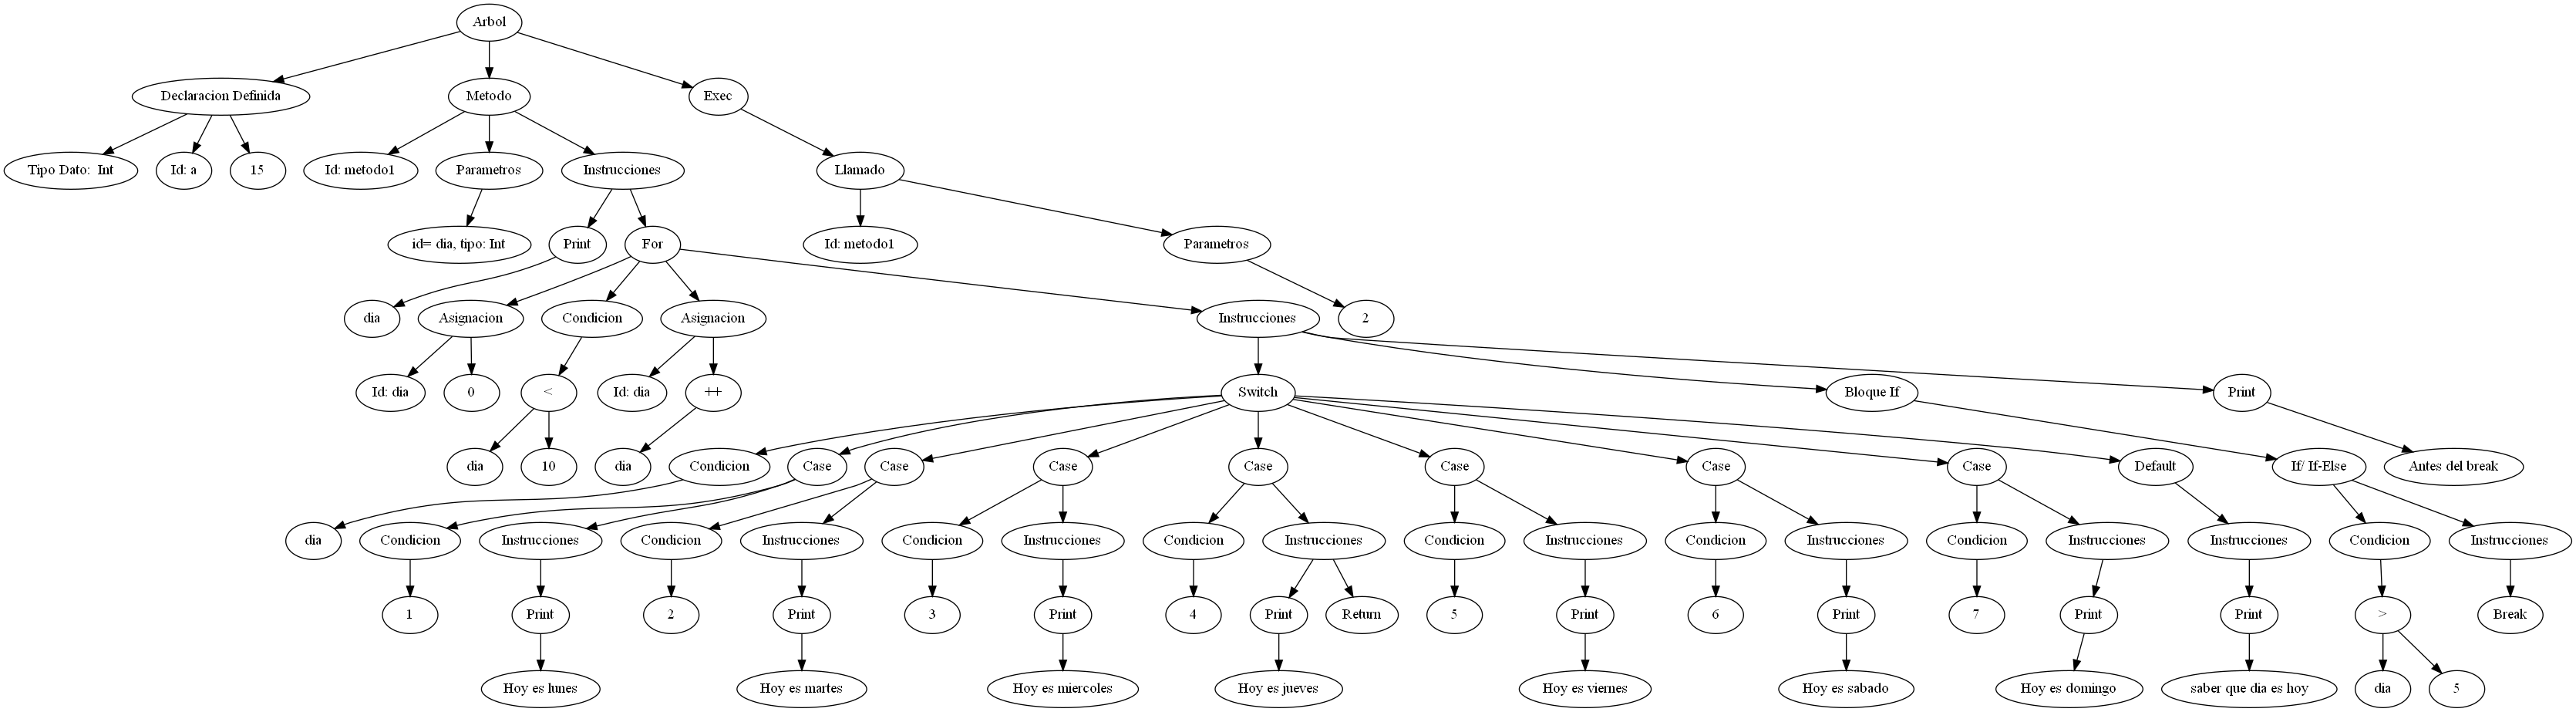 Arbol
Declaracion Definida
Metodo
Exec
Tipo Dato:  Int
Id: a
15
Id: metodo1
Parametros
Instrucciones
Llamado
id= dia, tipo: Int
Print
For
Id: metodo1
Parametros
dia
Asignacion
Condicion
Asignacion
Instrucciones
2
Id: dia
0
<
Id: dia
++
Switch
Bloque If
Print
dia
10
dia
Condicion
Case
Case
Case
Case
Case
Case
Case
Default
If/ If-Else
Antes del break
dia
Condicion
Instrucciones
Condicion
Instrucciones
Condicion
Instrucciones
Condicion
Instrucciones
Condicion
Instrucciones
Condicion
Instrucciones
Condicion
Instrucciones
Instrucciones
Condicion
Instrucciones
1
Print
2
Print
3
Print
4
Print
Return
5
Print
6
Print
7
Print
Print
>
Break
Hoy es lunes
Hoy es martes
Hoy es miercoles
Hoy es jueves
Hoy es viernes
Hoy es sabado
Hoy es domingo
saber que dia es hoy
dia
5